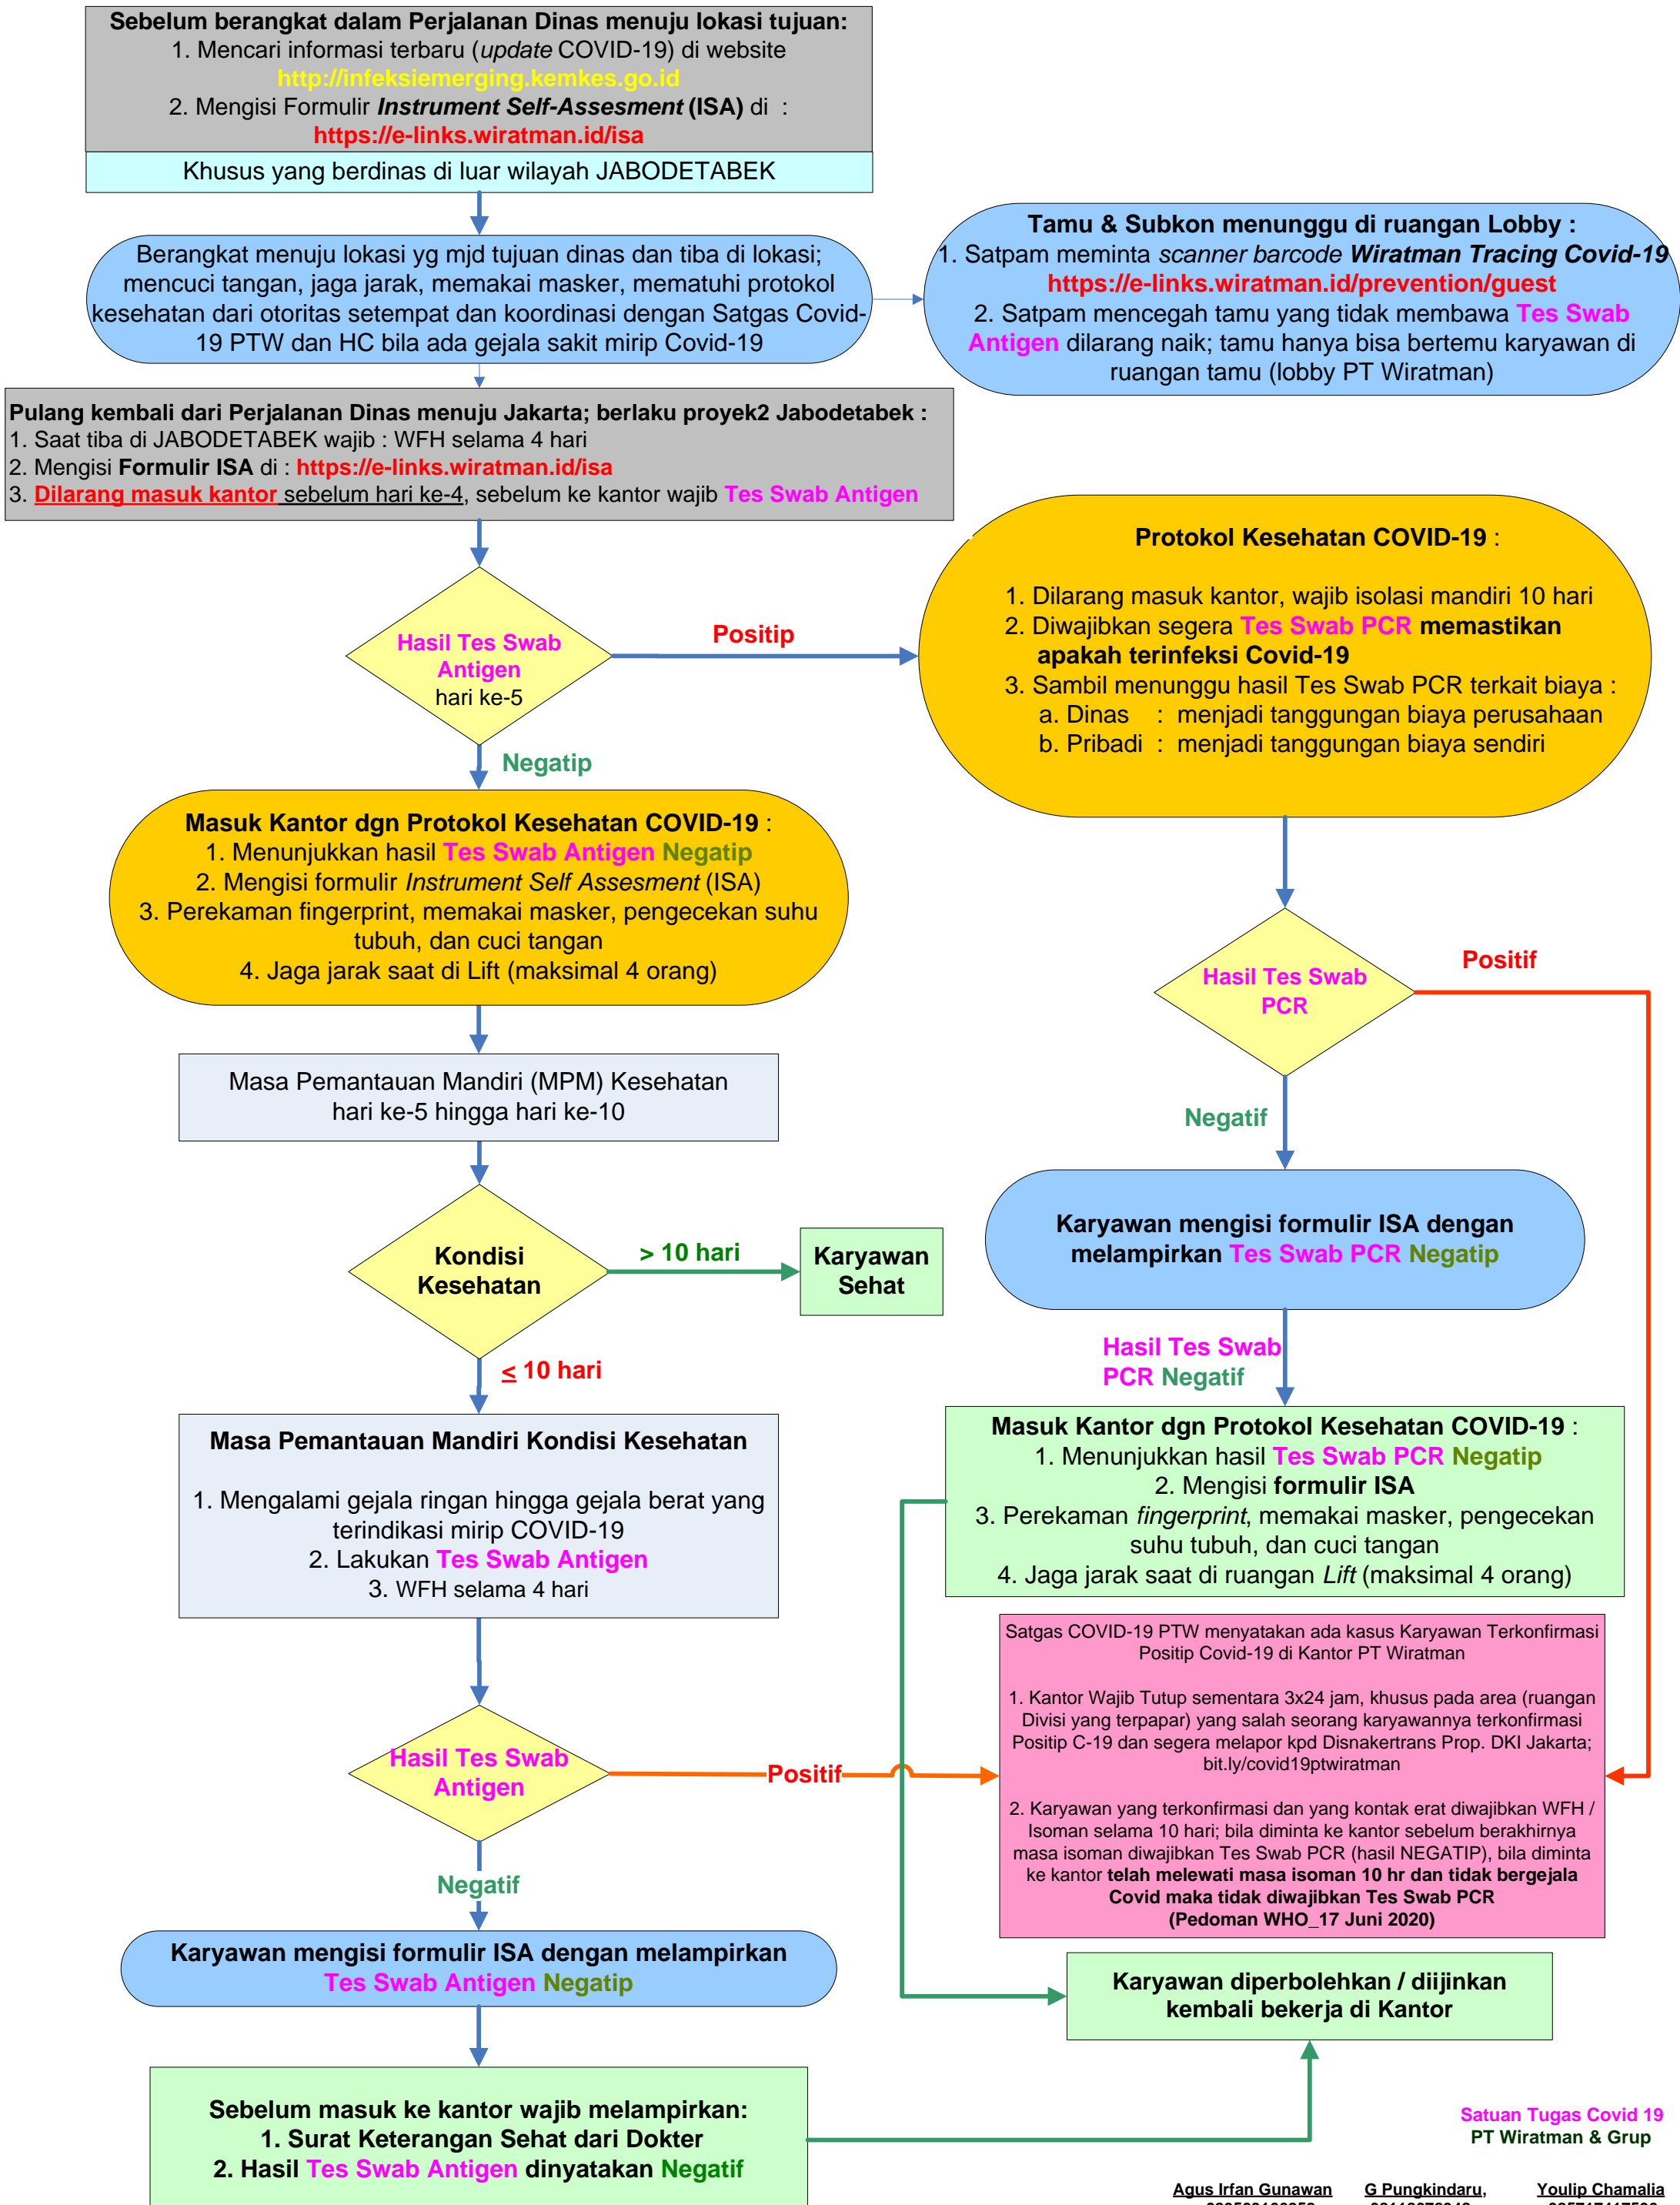 Sebelum berangkat dalam Perjalanan Dinas menuju lokasi tujuan:
1. Mencari informasi terbaru (update COVID-19) di website
http://infeksiemerging.kemkes.go.id
2. Mengisi Formulir Instrument Self-Assesment (ISA) di :
https://e-links.wiratman.id/isa
Khusus yang berdinas di luar wilayah JABODETABEK
Berangkat menuju lokasi yg mjd tujuan dinas dan tiba di lokasi;
mencuci tangan, jaga jarak, memakai masker, mematuhi protokol
kesehatan dari otoritas setempat dan koordinasi dengan Satgas Covid-
19 PTW dan HC bila ada gejala sakit mirip Covid-19
Tamu & Subkon menunggu di ruangan Lobby :
1. Satpam meminta scanner barcode Wiratman Tracing Covid-19
https://e-links.wiratman.id/prevention/guest
2. Satpam mencegah tamu yang tidak membawa Tes Swab
Antigen dilarang naik; tamu hanya bisa bertemu karyawan di
ruangan tamu (lobby PT Wiratman)
Pulang kembali dari Perjalanan Dinas menuju Jakarta; berlaku proyek2 Jabodetabek :
1. Saat tiba di JABODETABEK wajib : WFH selama 4 hari
2. Mengisi Formulir ISA di : https://e-links.wiratman.id/isa
3. Dilarang masuk kantor sebelum hari ke-4, sebelum ke kantor wajib Tes Swab Antigen
Hasil Tes Swab
Antigen
hari ke-5
Positip
Negatip
Protokol Kesehatan COVID-19 :
1. Dilarang masuk kantor, wajib isolasi mandiri 10 hari
2. Diwajibkan segera Tes Swab PCR memastikan
apakah terinfeksi Covid-19
3. Sambil menunggu hasil Tes Swab PCR terkait biaya :
a. Dinas : menjadi tanggungan biaya perusahaan
b. Pribadi : menjadi tanggungan biaya sendiri
Masuk Kantor dgn Protokol Kesehatan COVID-19 :
1. Menunjukkan hasil Tes Swab Antigen Negatip
2. Mengisi formulir Instrument Self Assesment (ISA)
3. Perekaman fingerprint, memakai masker, pengecekan suhu
tubuh, dan cuci tangan
4. Jaga jarak saat di Lift (maksimal 4 orang)
Hasil Tes Swab
PCR
Positif
Negatif
Masa Pemantauan Mandiri (MPM) Kesehatan
hari ke-5 hingga hari ke-10
Kondisi
Kesehatan
> 10 hari
Karyawan
Sehat
≤ 10 hari
Karyawan mengisi formulir ISA dengan
melampirkan Tes Swab PCR Negatip
Hasil Tes Swab
PCR Negatif
Masa Pemantauan Mandiri Kondisi Kesehatan
1. Mengalami gejala ringan hingga gejala berat yang
terindikasi mirip COVID-19
2. Lakukan Tes Swab Antigen
3. WFH selama 4 hari
Masuk Kantor dgn Protokol Kesehatan COVID-19 :
1. Menunjukkan hasil Tes Swab PCR Negatip
2. Mengisi formulir ISA
3. Perekaman fingerprint, memakai masker, pengecekan
suhu tubuh, dan cuci tangan
4. Jaga jarak saat di ruangan Lift (maksimal 4 orang)
Satgas COVID-19 PTW menyatakan ada kasus Karyawan Terkonfirmasi
Positip Covid-19 di Kantor PT Wiratman
1. Kantor Wajib Tutup sementara 3x24 jam, khusus pada area (ruangan
Divisi yang terpapar) yang salah seorang karyawannya terkonfirmasi
Positip C-19 dan segera melapor kpd Disnakertrans Prop. DKI Jakarta;
bit.ly/covid19ptwiratman
2. Karyawan yang terkonfirmasi dan yang kontak erat diwajibkan WFH /
Isoman selama 10 hari; bila diminta ke kantor sebelum berakhirnya
masa isoman diwajibkan Tes Swab PCR (hasil NEGATIP), bila diminta
ke kantor telah melewati masa isoman 10 hr dan tidak bergejala
Covid maka tidak diwajibkan Tes Swab PCR
(Pedoman WHO_17 Juni 2020)
Hasil Tes Swab
Antigen
Positif
Negatif
Karyawan mengisi formulir ISA dengan melampirkan
Tes Swab Antigen Negatip
Karyawan diperbolehkan / diijinkan
kembali bekerja di Kantor
Sebelum masuk ke kantor wajib melampirkan:
1. Surat Keterangan Sehat dari Dokter
2. Hasil Tes Swab Antigen dinyatakan Negatif
Satuan Tugas Covid 19
PT Wiratman & Grup
Agus Irfan Gunawan G Pungkindaru, Youlip Chamalia